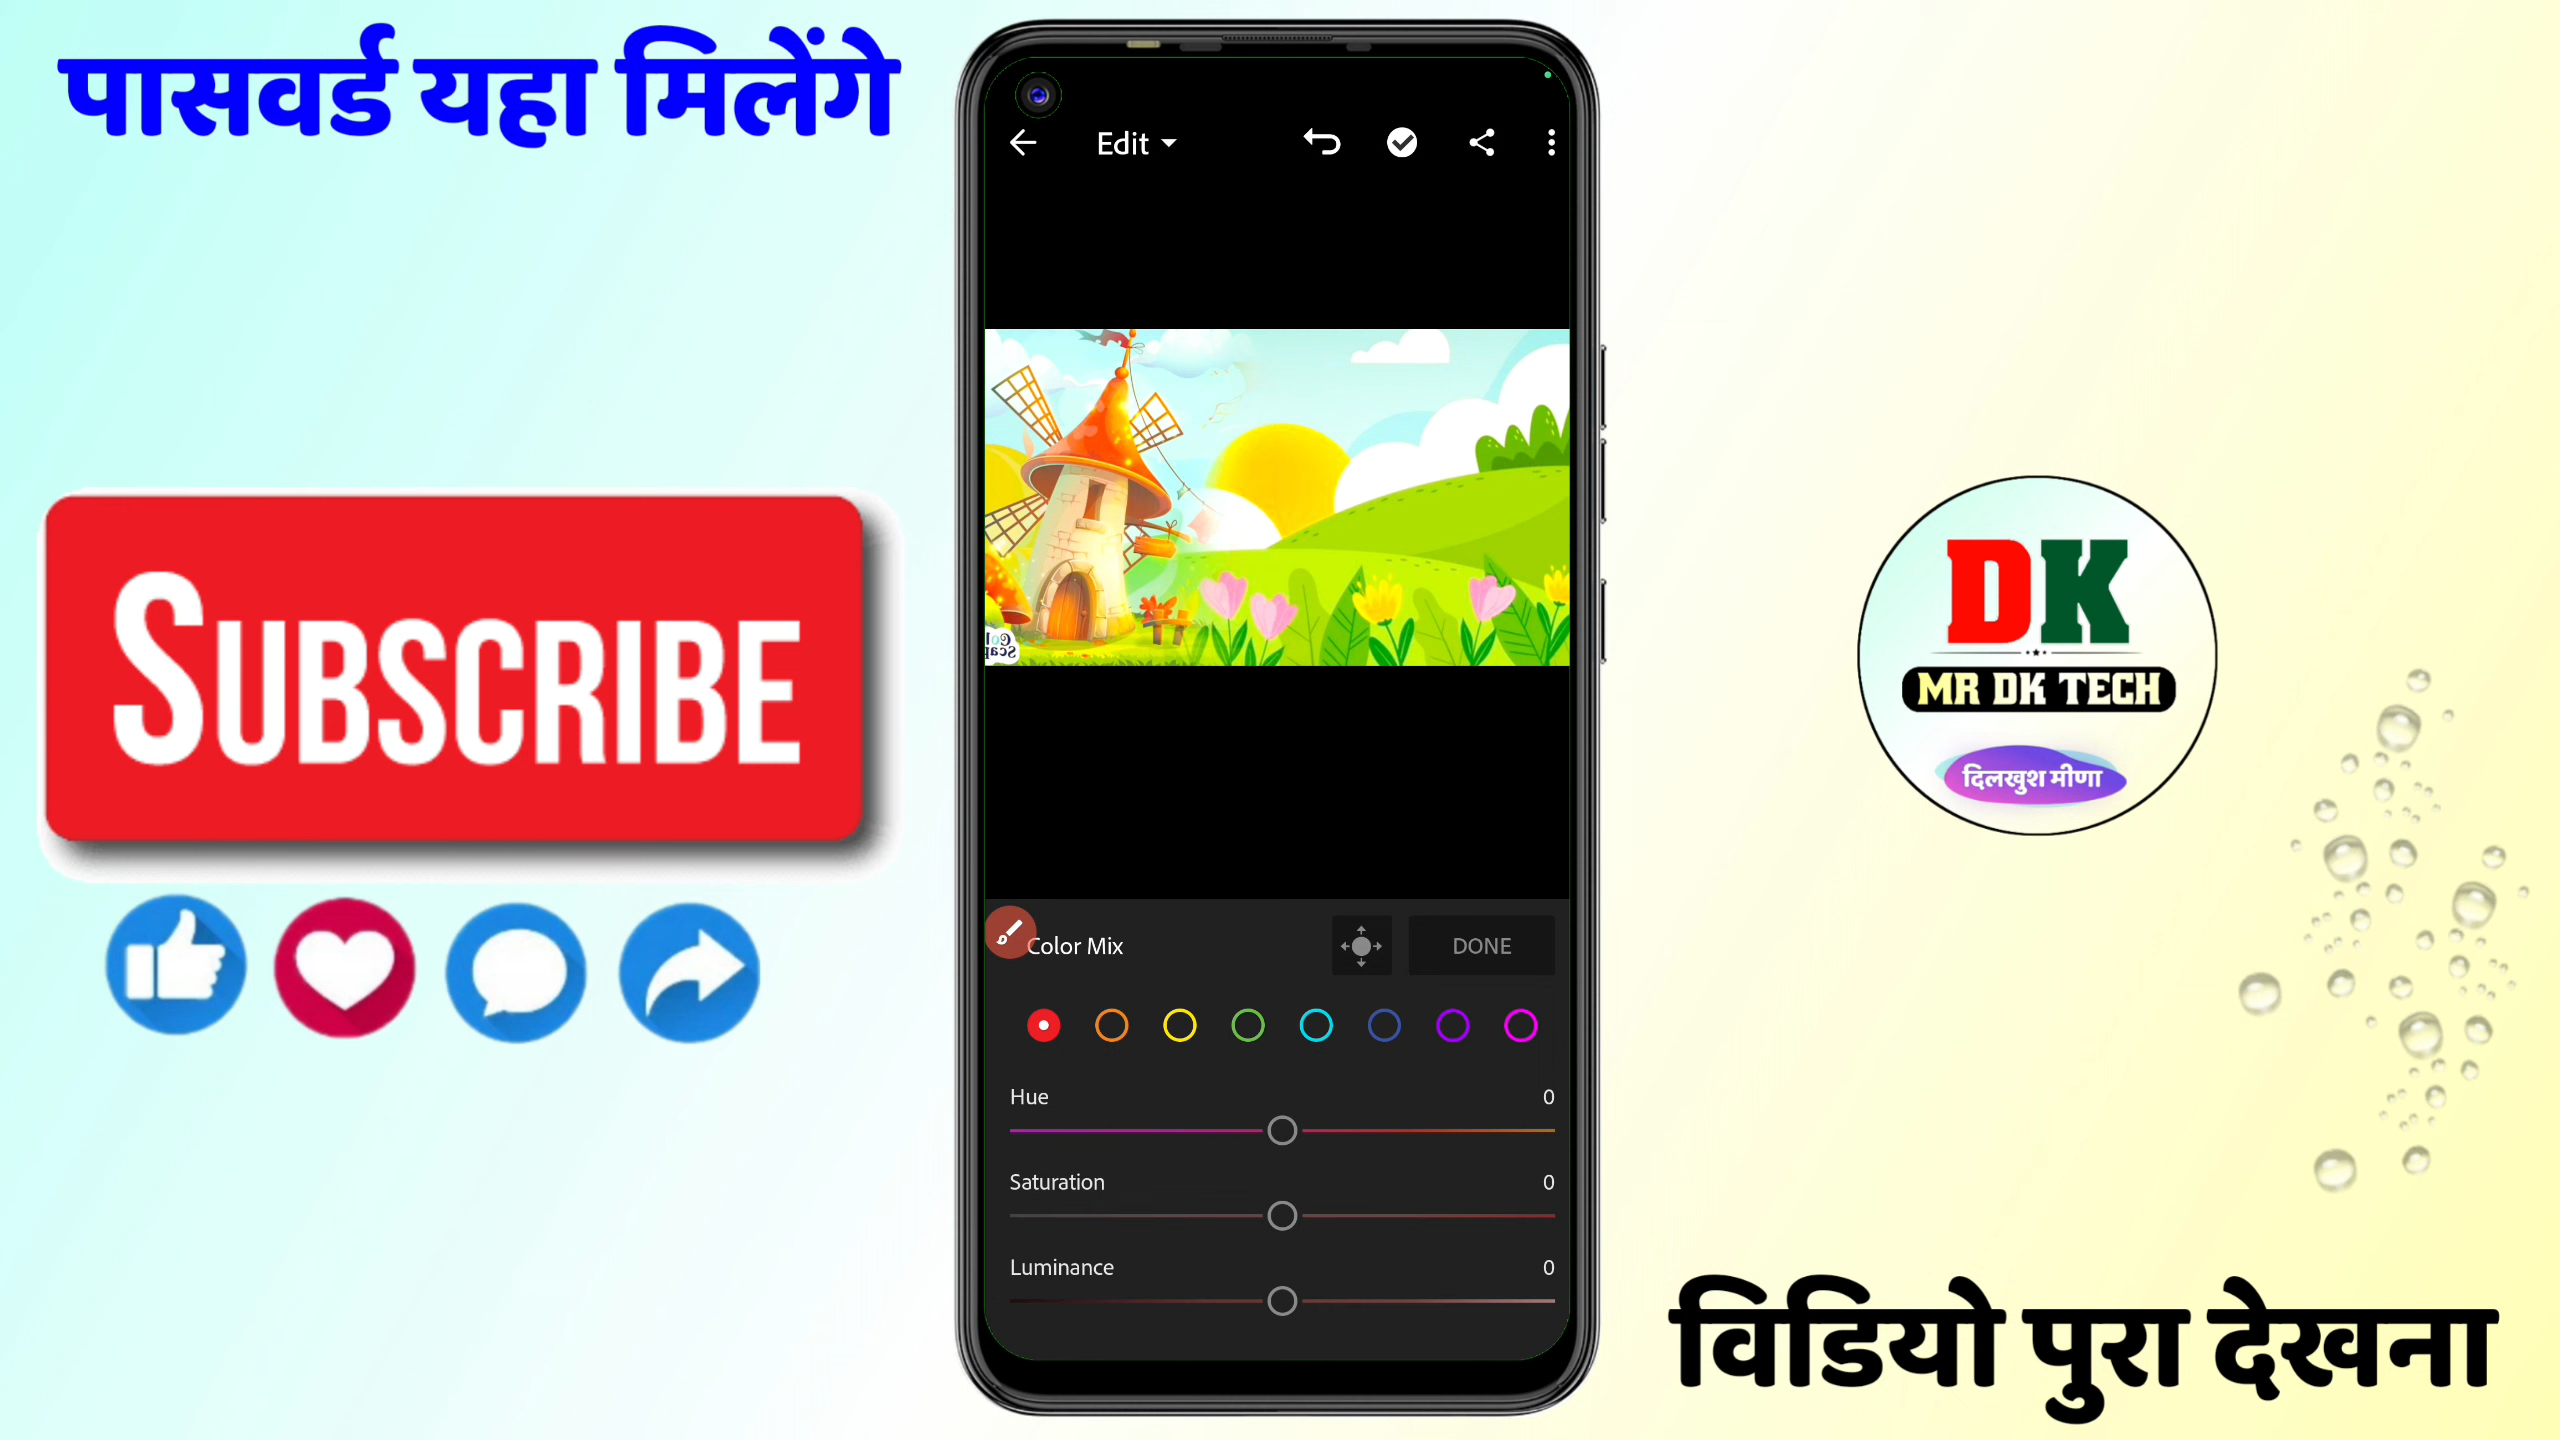 पासवर्ड यहा मिलेंगे
Edit
SUBSCRIBE
DK
MR DK TECH
दिलखुश मीणा
Color Mix
DONE
Hue 0
Saturation 0
Luminance 0
विडियो पुरा देखना